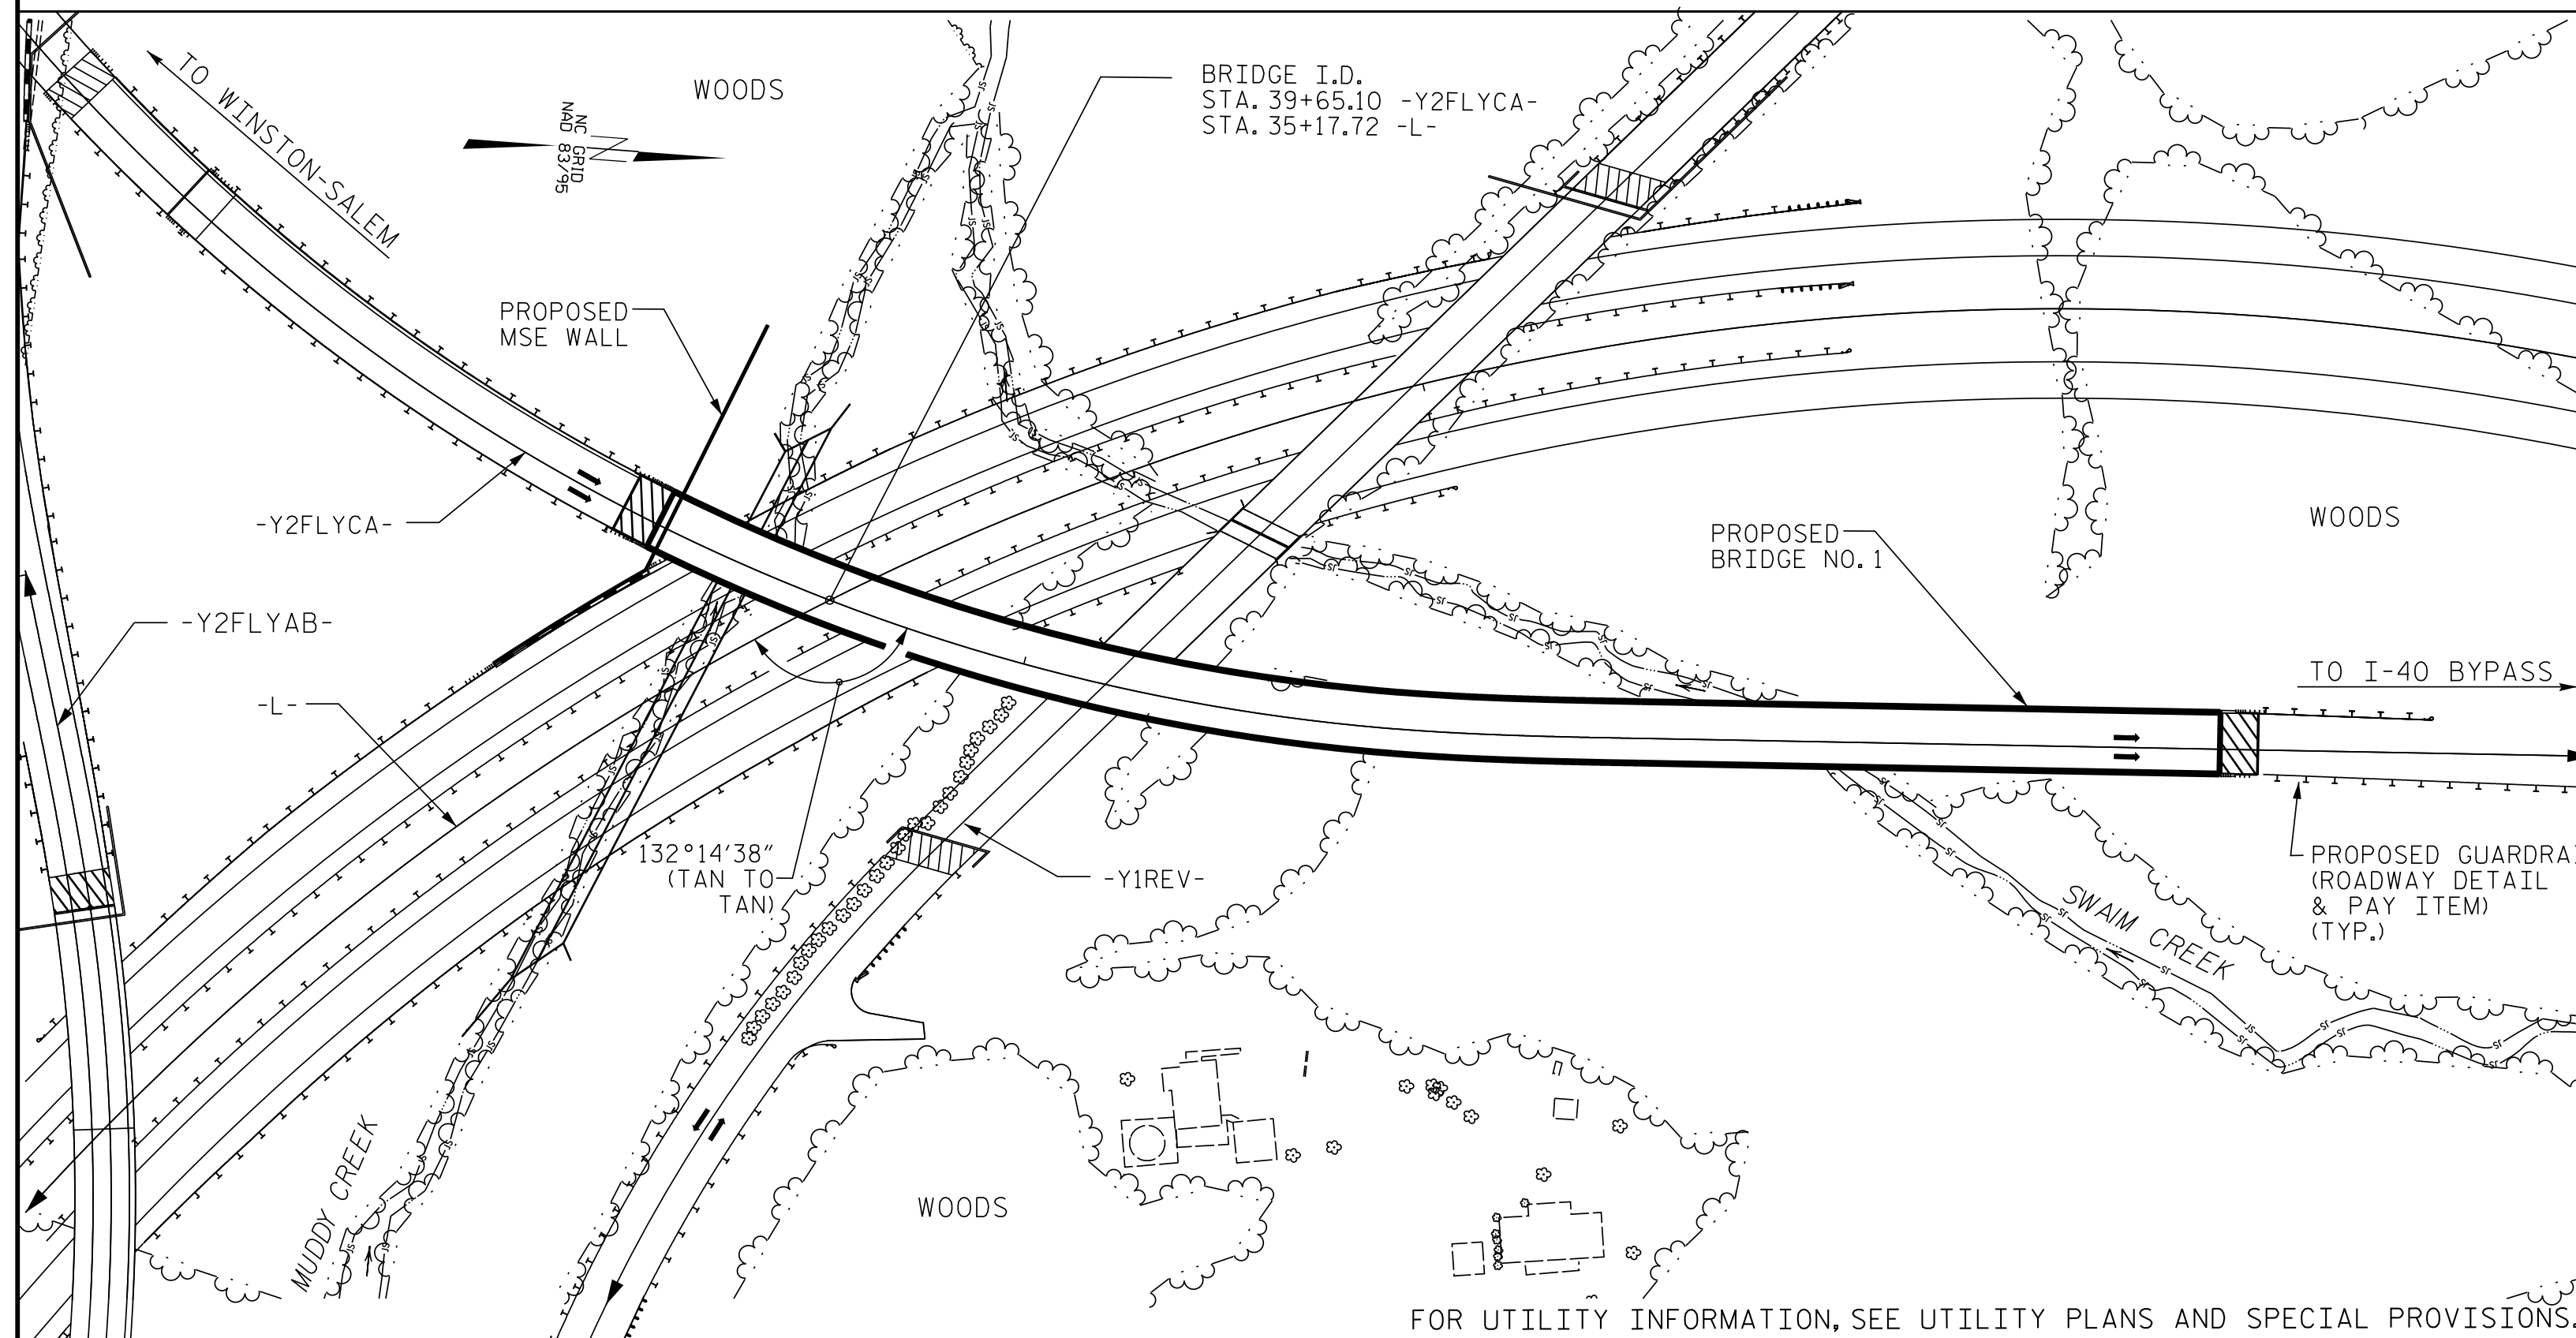 TO WINSTON-SALEM
WOODS
NC GRID
NAD 83/95
BRIDGE I.D.
STA. 39+65.10 -Y2FLYCA-
STA. 35+17.72 -L-
PROPOSED
MSE WALL
-Y2FLYCA-
WOODS
PROPOSED
BRIDGE NO. 1
-Y2FLYAB-
-L-
TO I-40 BYPASS
132°14'38"
(TAN TO
TAN)
-Y1REV-
PROPOSED GUARDRAI
(ROADWAY DETAIL
& PAY ITEM)
(TYP.)
SWAIM CREEK
MUDDY CREEK
WOODS
FOR UTILITY INFORMATION, SEE UTILITY PLANS AND SPECIAL PROVISIONS.